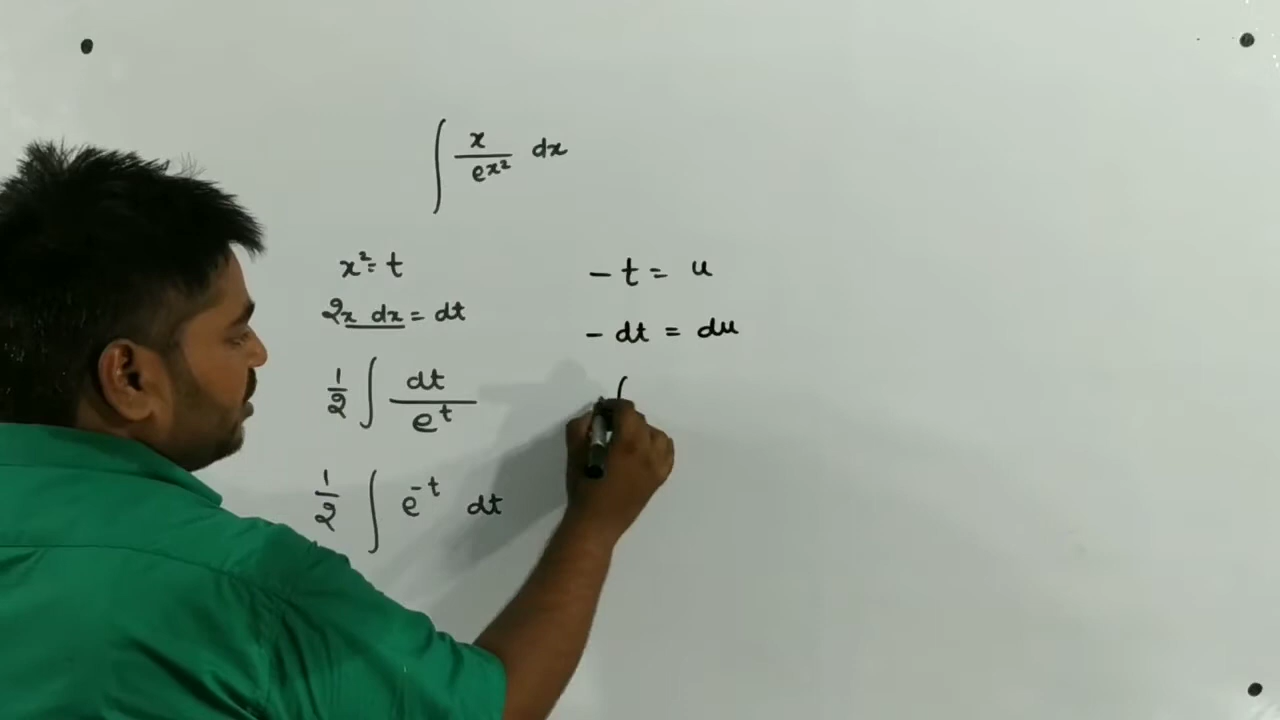 ∫ x/e^x² dx
x² = t
2x dx = dt
1/2 ∫ dt/e^t
1/2 ∫ e^-t dt
- t = u
- dt = du
∫